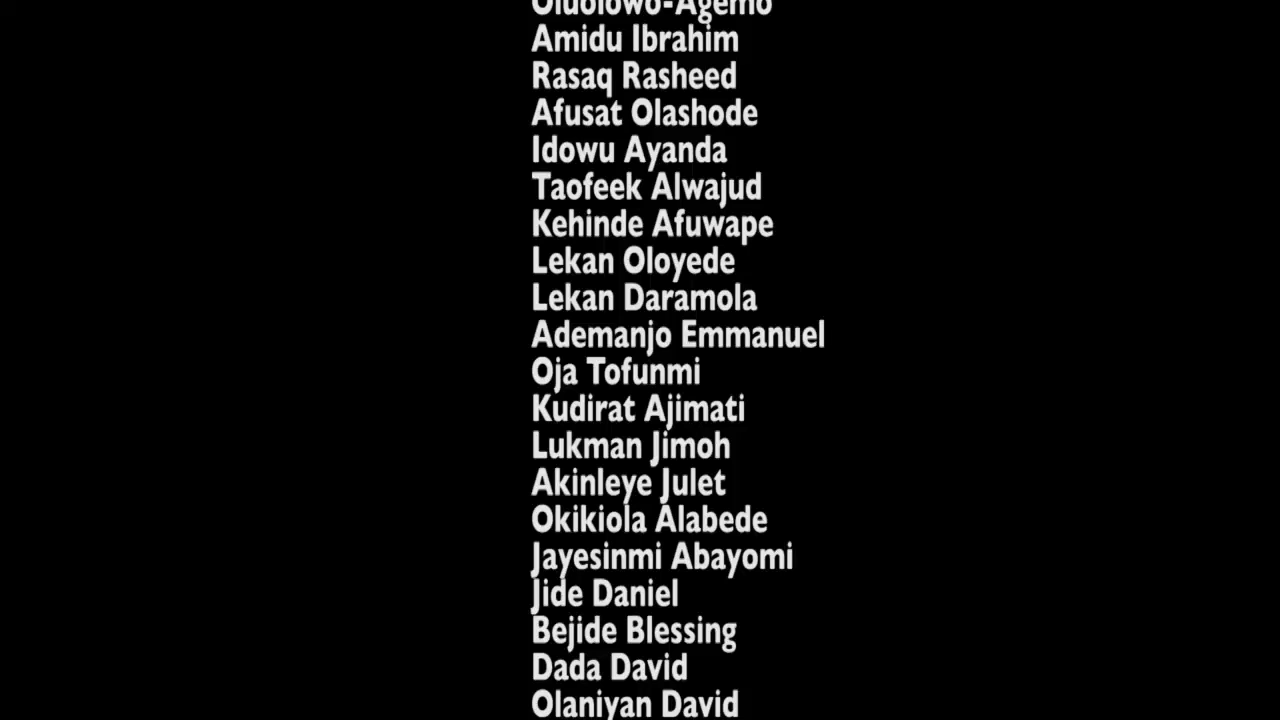 Oluolowo-Agemo
Amidu Ibrahim
Rasaq Rasheed
Afusat Olashode
Idowu Ayanda
Taofeek Alwajud
Kehinde Afuwape
Lekan Oloyede
Lekan Daramola
Ademanjo Emmanuel
Oja Tofunmi
Kudirat Ajimati
Lukman Jimoh
Akinleye Julet
Okikiola Alabede
Jayesinmi Abayomi
Jide Daniel
Bejide Blessing
Dada David
Olaniyan David